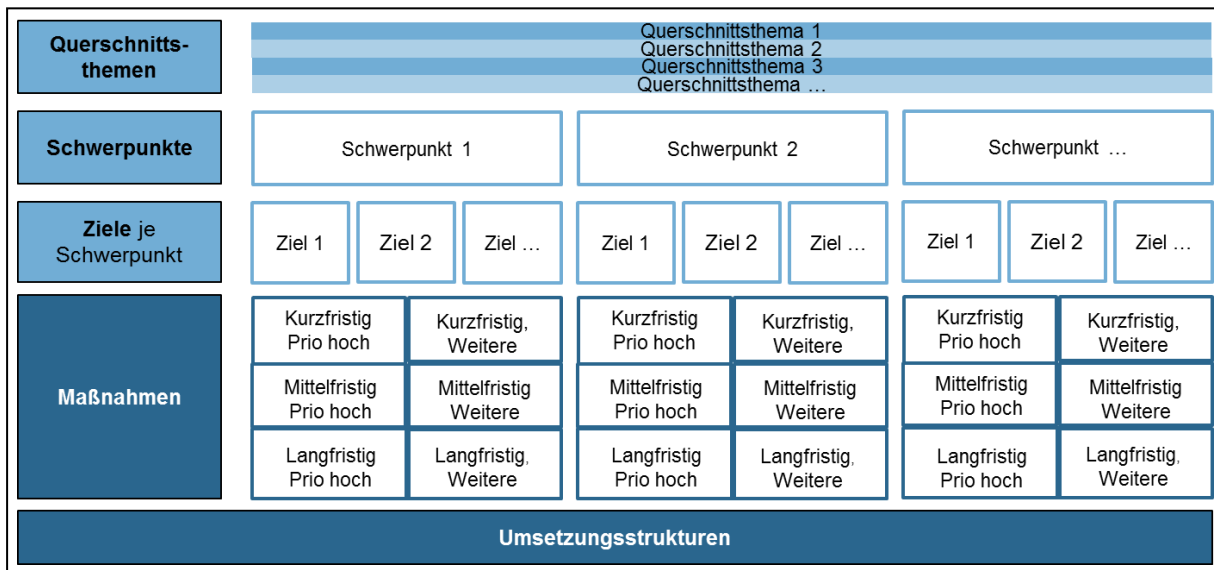 Querschnitts-
themen
Querschnittsthema 1
Querschnittsthema 2
Querschnittsthema 3
Querschnittsthema …
Schwerpunkte
Schwerpunkt 1
Schwerpunkt 2
Schwerpunkt …
Ziele je
Schwerpunkt
Ziel 1
Ziel 2
Ziel …
Ziel 1
Ziel 2
Ziel …
Ziel 1
Ziel 2
Ziel …
Maßnahmen
Kurzfristig
Prio hoch
Kurzfristig,
Weitere
Kurzfristig
Prio hoch
Kurzfristig,
Weitere
Kurzfristig
Prio hoch
Kurzfristig,
Weitere
Mittelfristig
Prio hoch
Mittelfristig
Weitere
Mittelfristig
Prio hoch
Mittelfristig
Weitere
Mittelfristig
Prio hoch
Mittelfristig
Weitere
Langfristig
Prio hoch
Langfristig,
Weitere
Langfristig
Prio hoch
Langfristig,
Weitere
Langfristig
Prio hoch
Langfristig,
Weitere
Umsetzungsstrukturen